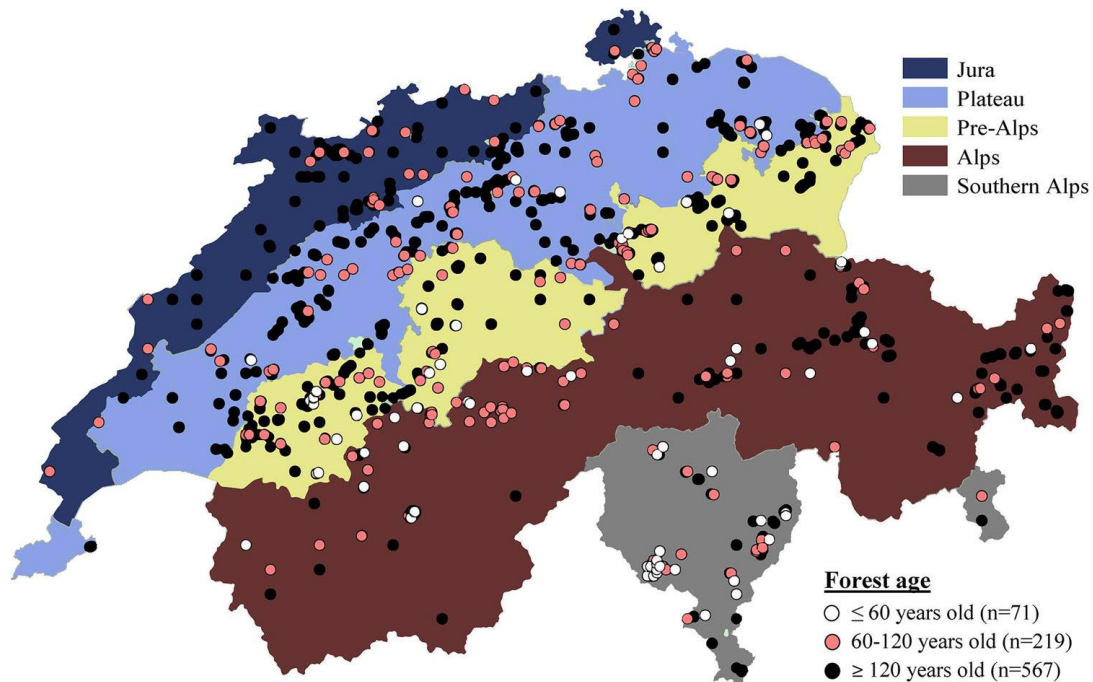 Jura
Plateau
Pre-Alps
Alps
Southern Alps
Forest age
≤ 60 years old (n=71)
60-120 years old (n=219)
≥ 120 years old (n=567)